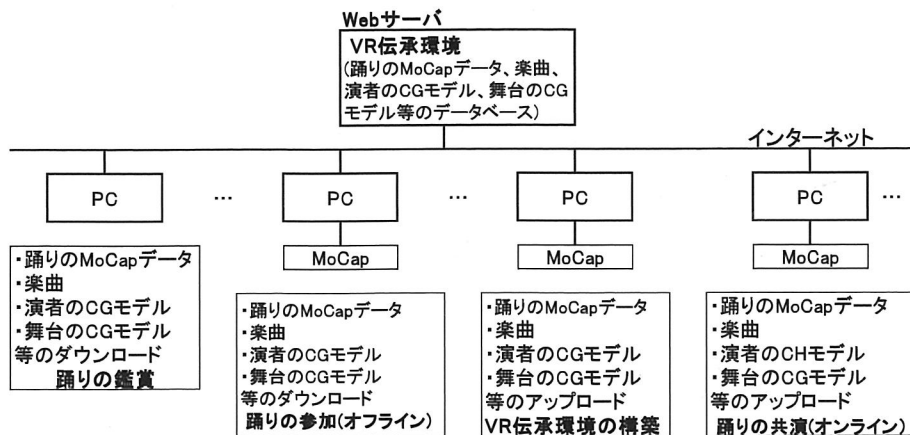 Webサーバ
VR伝承環境
(踊りのMoCapデータ、楽曲、
演者のCGモデル、舞台のCG
モデル等のデータベース)
インターネット
PC
…
PC
…
PC
PC
…
MoCap
MoCap
MoCap
・踊りのMoCapデータ
・楽曲
・演者のCGモデル
・舞台のCGモデル
等のダウンロード
踊りの鑑賞
・踊りのMoCapデータ
・楽曲
・演者のCGモデル
・舞台のCGモデル
等のダウンロード
踊りの参加(オフライン)
・踊りのMoCapデータ
・楽曲
・演者のCGモデル
・舞台のCGモデル
等のアップロード
VR伝承環境の構築
・踊りのMoCapデータ
・楽曲
・演者のCHモデル
・舞台のCGモデル
等のアップロード
踊りの共演(オンライン)